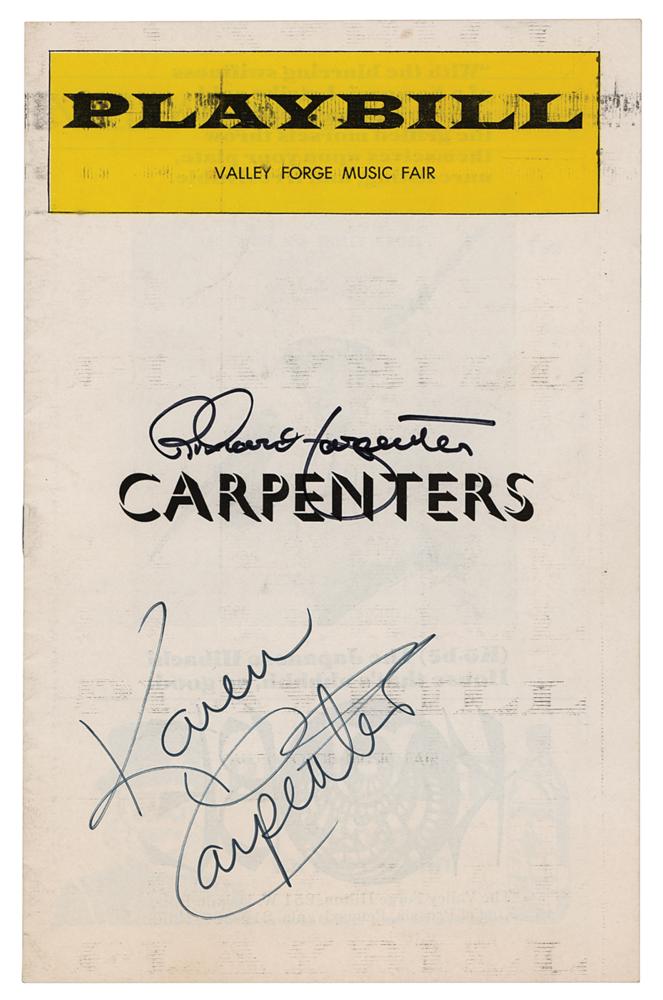 PLAYBILL
VALLEY FORGE MUSIC FAIR
Richard Carpenter
CARPENTERS
Karen
Carpenter